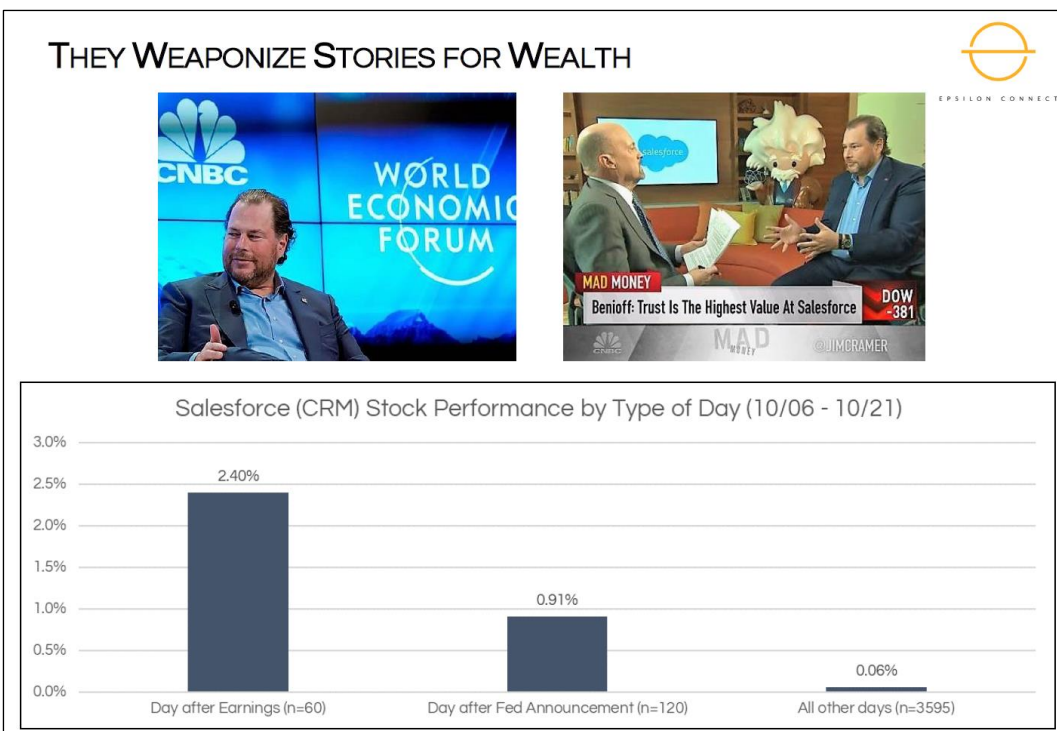 THEY WEAPONIZE STORIES FOR WEALTH
EPSILON CONNECT
CNBC
WORLD
ECONOMIC
FORUM
salesforce
MAD MONEY
Benioff: Trust Is The Highest Value At Salesforce
DOW
-381
CNBC
MAD
MONEY
@JIMCRAMER
Salesforce (CRM) Stock Performance by Type of Day (10/06 - 10/21)
3.0%
2.5%
2.0%
1.5%
1.0%
0.5%
0.0%
2.40%
0.91%
0.06%
Day after Earnings (n=60)
Day after Fed Announcement (n=120)
All other days (n=3595)